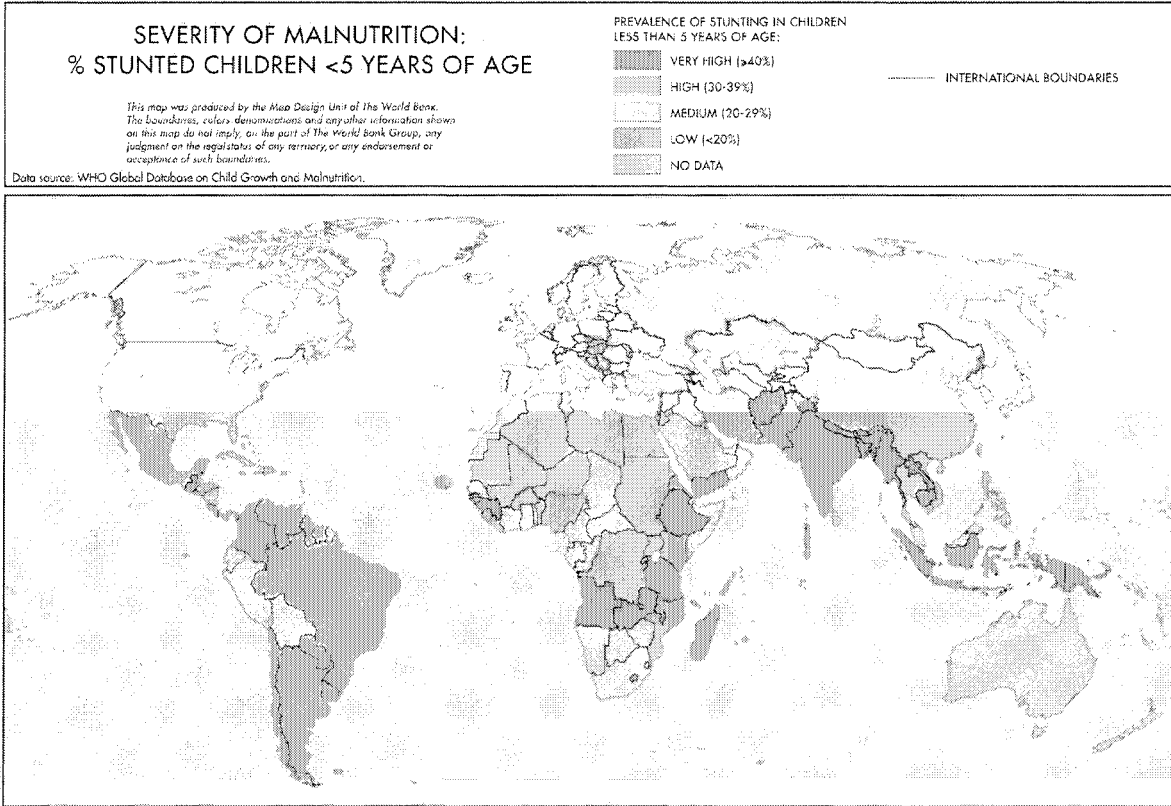 SEVERITY OF MALNUTRITION:
% STUNTED CHILDREN <5 YEARS OF AGE
This map was produced by the Map Design Unit of The World Bank.
The boundaries, colors, denominations and any other information shown
on this map do not imply, on the part of The World Bank Group, any
judgment on the legal status of any territory, or any endorsement or
acceptance of such boundaries.
Data source: WHO Global Database on Child Growth and Malnutrition.
PREVALENCE OF STUNTING IN CHILDREN
LESS THAN 5 YEARS OF AGE:
VERY HIGH (≥40%)
HIGH (30-39%)
MEDIUM (20-29%)
LOW (<20%)
NO DATA
INTERNATIONAL BOUNDARIES